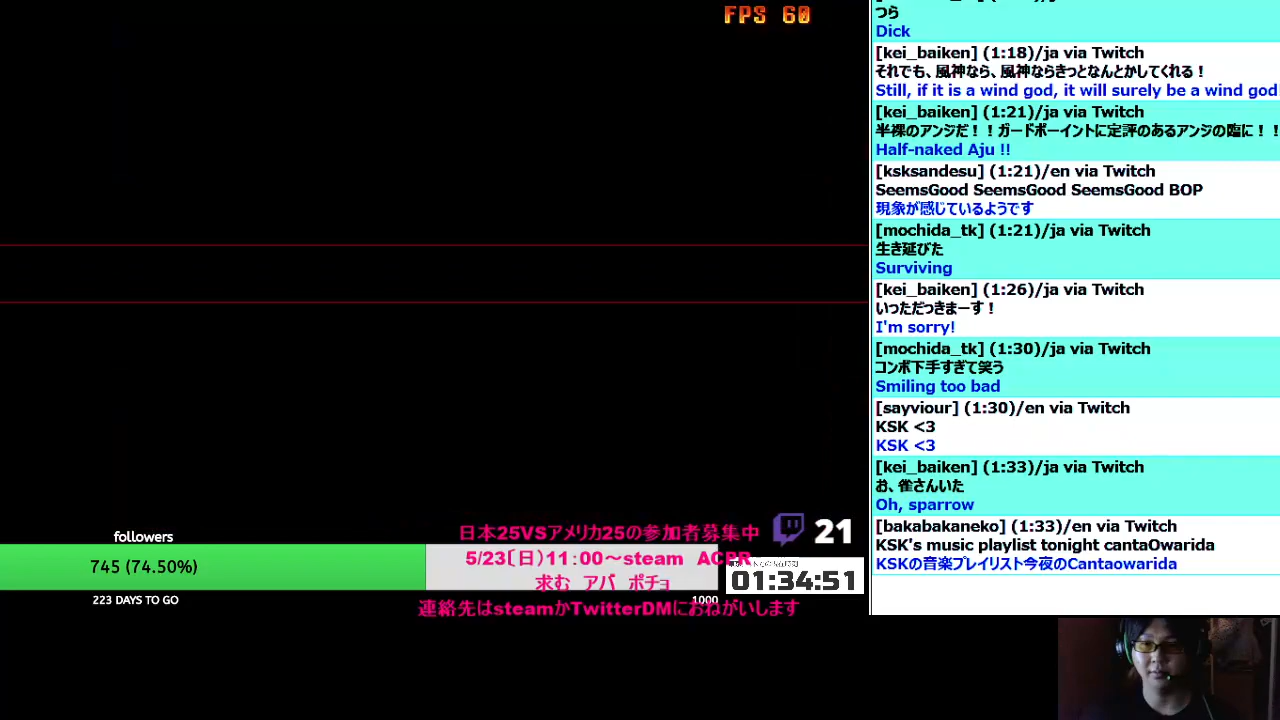 FPS 60
つら
Dick
[kei_baiken] (1:18)/ja via Twitch
それでも、風神なら、風神ならきっとなんとかしてくれる！
Still, if it is a wind god, it will surely be a wind god
[kei_baiken] (1:21)/ja via Twitch
半裸のアンジだ！！ガードポーイントに定評のあるアンジの臨に！！
Half-naked Aju !!
[ksksandesu] (1:21)/en via Twitch
SeemsGood SeemsGood SeemsGood BOP
現象が感じているようです
[mochida_tk] (1:21)/ja via Twitch
生き延びた
Surviving
[kei_baiken] (1:26)/ja via Twitch
いっただっきまーす！
I'm sorry!
[mochida_tk] (1:30)/ja via Twitch
コンボ下手すぎて笑う
Smiling too bad
[sayviour] (1:30)/en via Twitch
KSK <3
KSK <3
[kei_baiken] (1:33)/ja via Twitch
お、雀さんいた
Oh, sparrow
[bakabakaneko] (1:33)/en via Twitch
KSK's music playlist tonight cantaOwarida
KSKの音楽プレイリスト今夜のCantaowarida
日本25VSアメリカ25の参加者募集中
21
followers
5/23〔日〕11:00〜steam ACPR
745 (74.50%)
求む アバ ポチョ
01:34:51
223 DAYS TO GO
1000
連絡先はsteamかTwitterDMにおねがいします